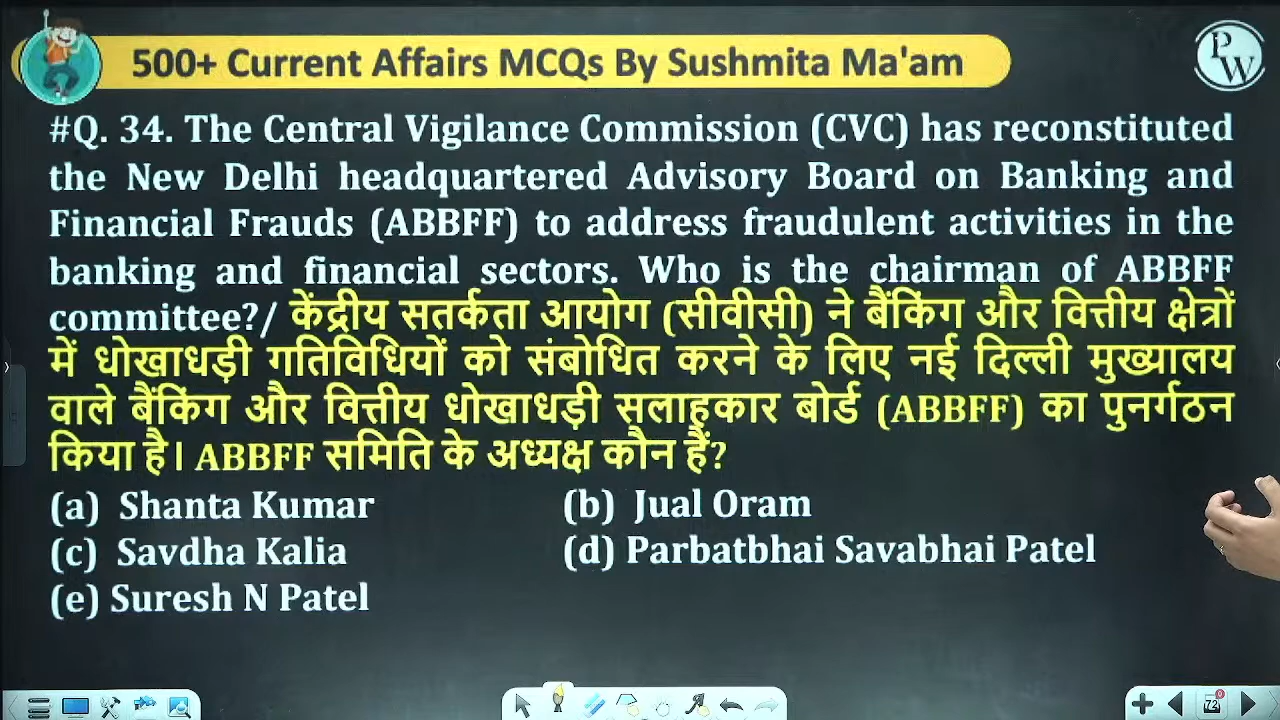 500+ Current Affairs MCQs By Sushmita Ma'am
PW
#Q. 34. The Central Vigilance Commission (CVC) has reconstituted
the New Delhi headquartered Advisory Board on Banking and
Financial Frauds (ABBFF) to address fraudulent activities in the
banking and financial sectors. Who is the chairman of ABBFF
committee?/ केंद्रीय सतर्कता आयोग (सीवीसी) ने बैंकिंग और वित्तीय क्षेत्रों
में धोखाधड़ी गतिविधियों को संबोधित करने के लिए नई दिल्ली मुख्यालय
वाले बैंकिंग और वित्तीय धोखाधड़ी सलाहकार बोर्ड (ABBFF) का पुनर्गठन
किया है। ABBFF समिति के अध्यक्ष कौन हैं?
(a) Shanta Kumar (b) Jual Oram
(c) Savdha Kalia (d) Parbatbhai Savabhai Patel
(e) Suresh N Patel